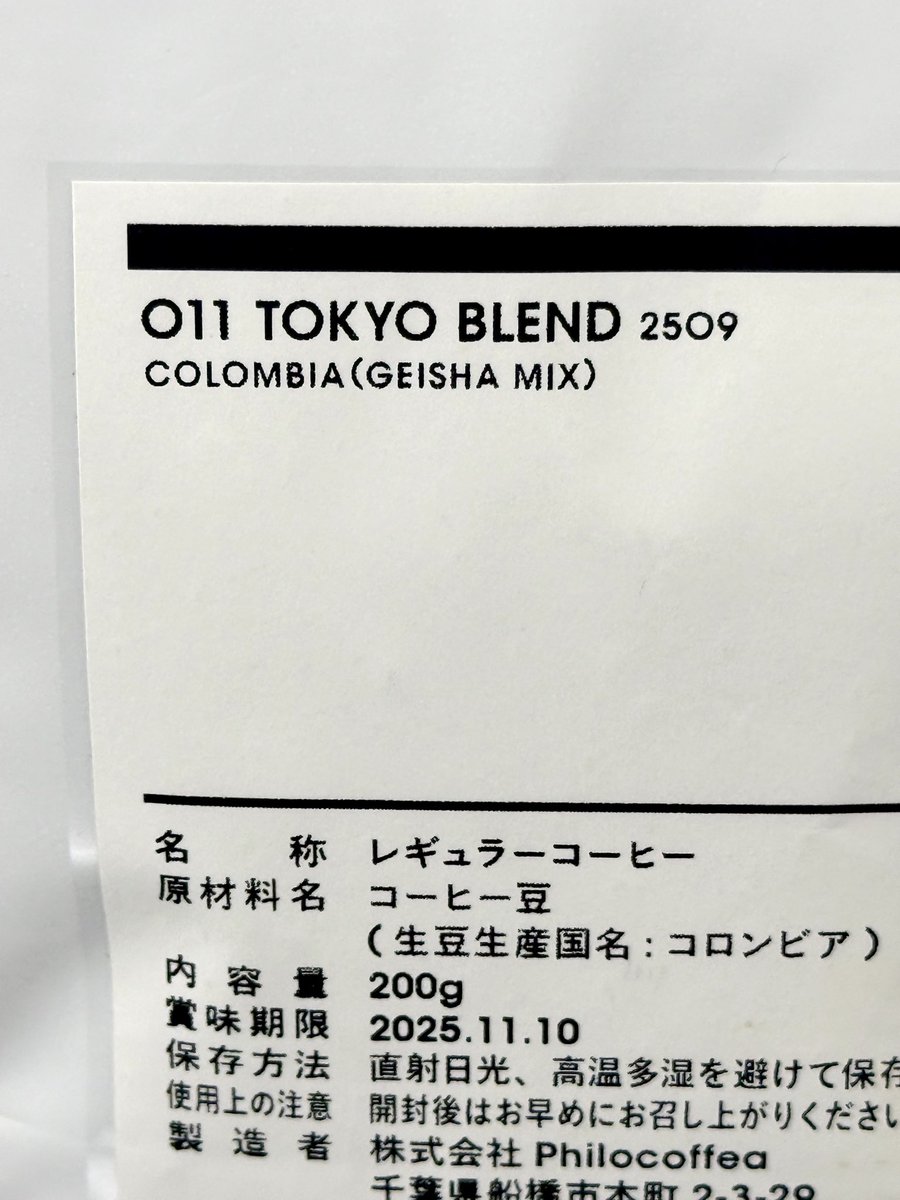 011 TOKYO BLEND 2509
COLOMBIA(GEISHA MIX)
名称 レギュラーコーヒー
原材料名 コーヒー豆
(生豆生産国名:コロンビア)
内容量 200g
賞味期限 2025.11.10
保存方法 直射日光、高温多湿を避けて保存
使用上の注意 開封後はお早めにお召し上がりください
製造者 株式会社 Philocoffea
千葉県船橋市本町 2-3-29